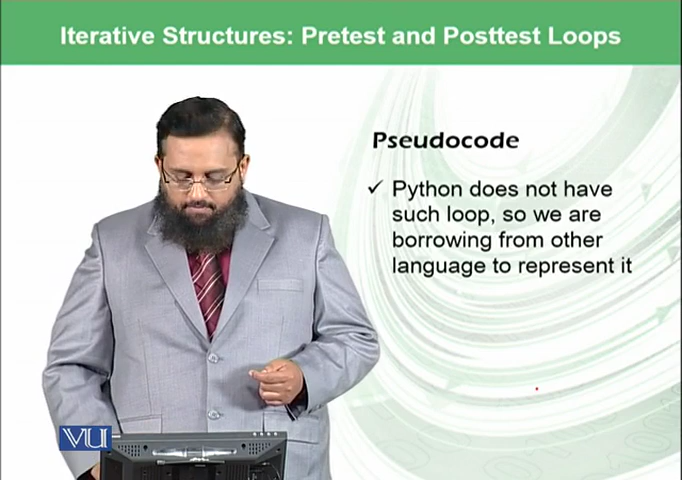 Iterative Structures: Pretest and Posttest Loops
Pseudocode
✓ Python does not have
such loop, so we are
borrowing from other
language to represent it
VU